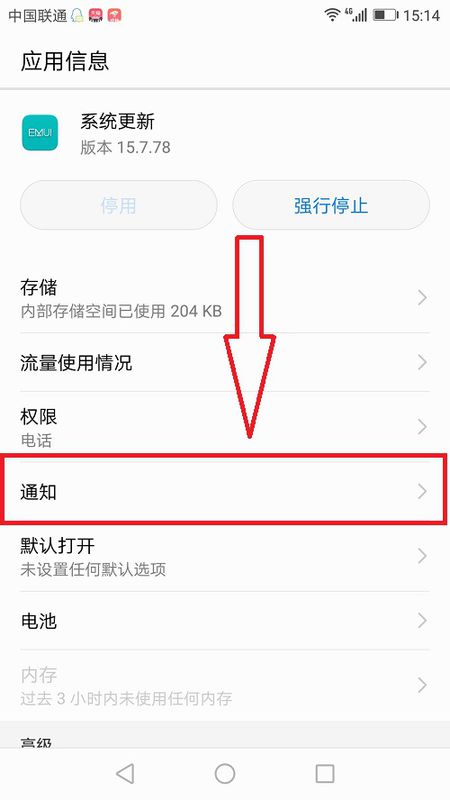 中国联通 4G 15:14
应用信息
EMUI
系统更新
版本 15.7.78
停用 强行停止
存储
内部存储空间已使用 204 KB
流量使用情况
权限
电话
通知
默认打开
未设置任何默认选项
电池
内存
过去 3 小时内未使用任何内存
高级